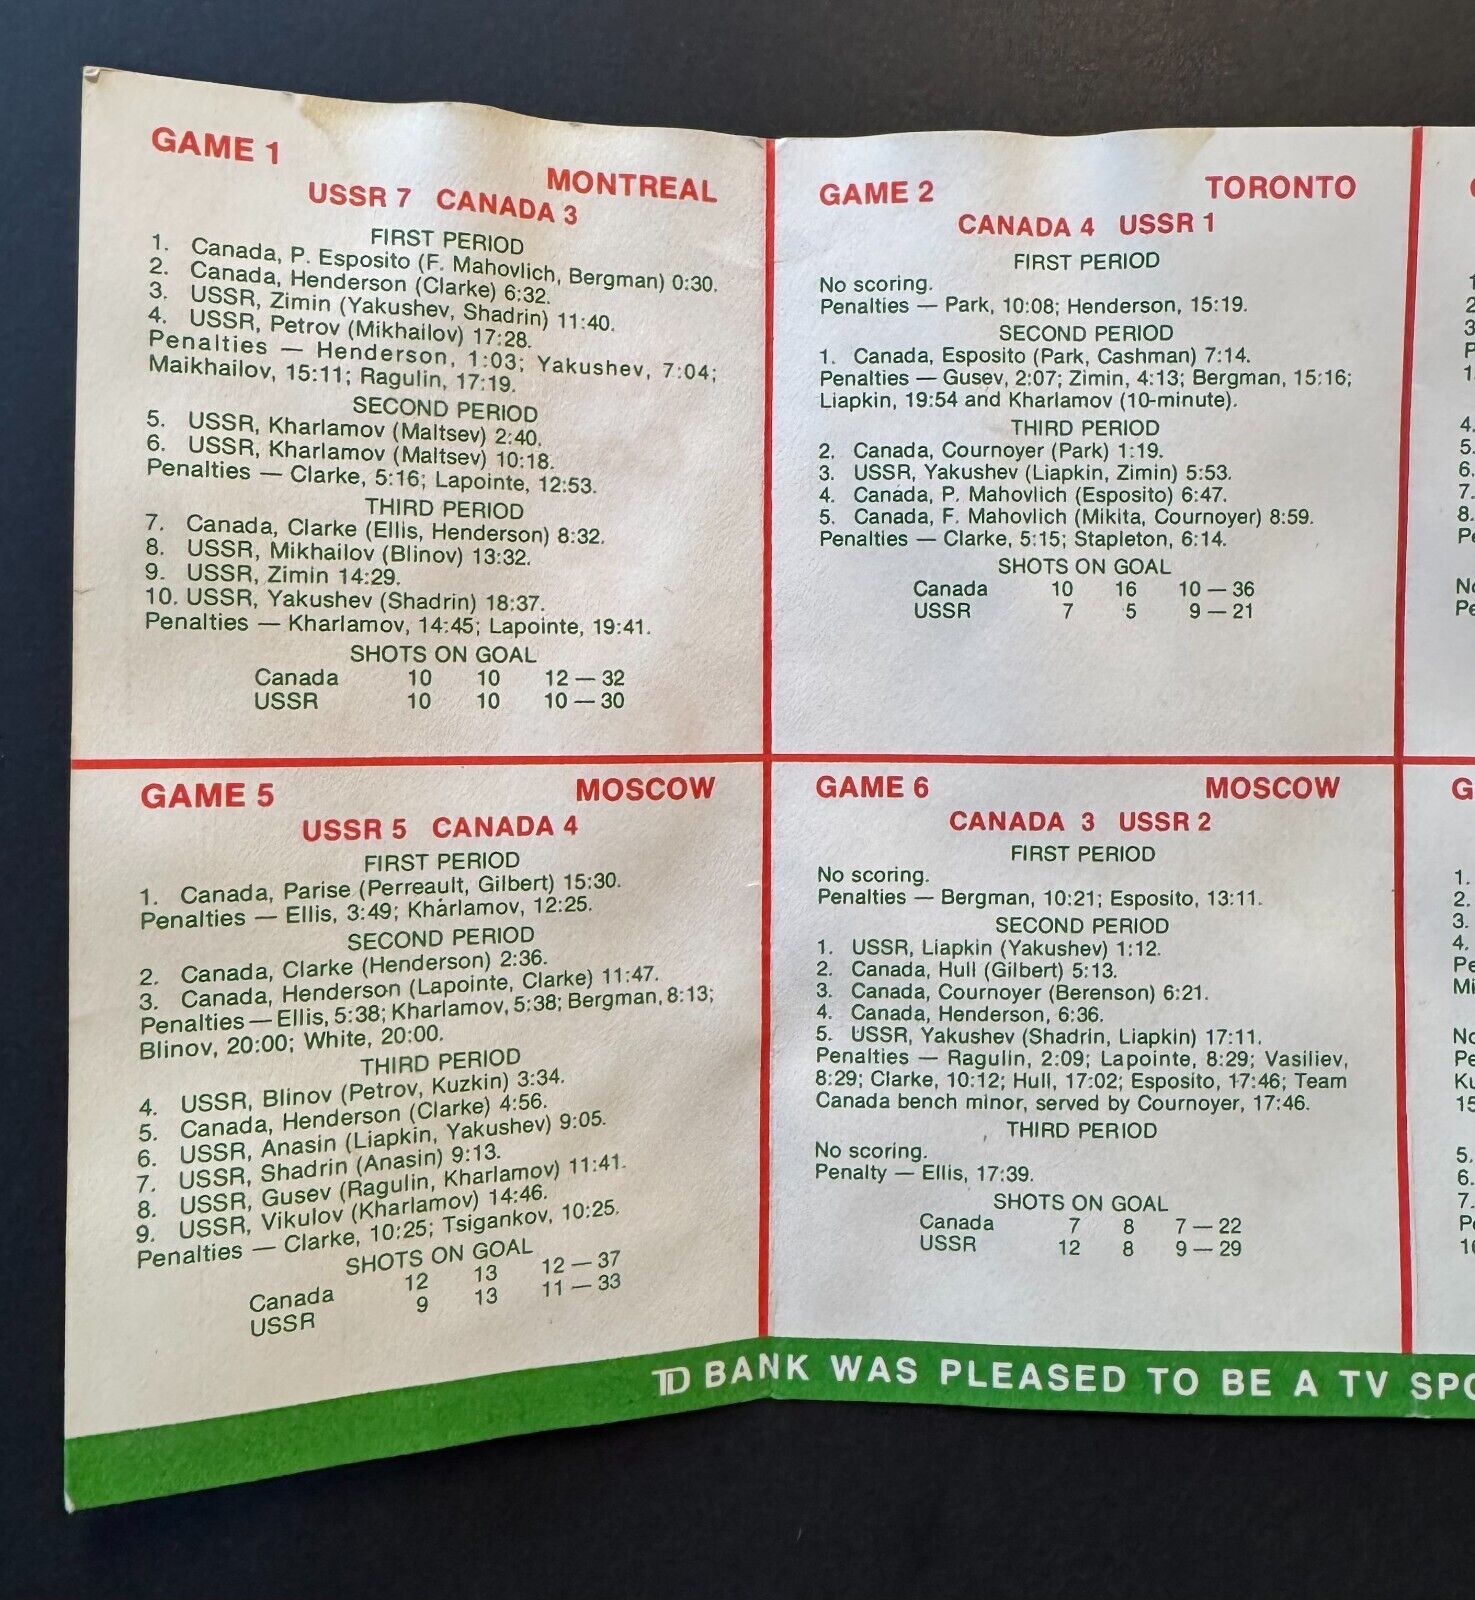 GAME 1
MONTREAL
USSR 7 CANADA 3
FIRST PERIOD
1. Canada, P. Esposito (F. Mahovlich, Bergman) 0:30.
2. Canada, Henderson (Clarke) 6:32.
3. USSR, Zimin (Yakushev, Shadrin) 11:40.
4. USSR, Petrov (Mikhailov) 17:28.
Penalties — Henderson, 1:03; Yakushev, 7:04;
Maikhailov, 15:11; Ragulin, 17:19.
SECOND PERIOD
5. USSR, Kharlamov (Maltsev) 2:40.
6. USSR, Kharlamov (Maltsev) 10:18.
Penalties — Clarke, 5:16; Lapointe, 12:53.
THIRD PERIOD
7. Canada, Clarke (Ellis, Henderson) 8:32.
8. USSR, Mikhailov (Blinov) 13:32.
9. USSR, Zimin 14:29.
10. USSR, Yakushev (Shadrin) 18:37.
Penalties — Kharlamov, 14:45; Lapointe, 19:41.
SHOTS ON GOAL
Canada 10 10 12 — 32
USSR 10 10 10 — 30
GAME 2 TORONTO
CANADA 4 USSR 1
FIRST PERIOD
No scoring.
Penalties — Park, 10:08; Henderson, 15:19.
SECOND PERIOD
1. Canada, Esposito (Park, Cashman) 7:14.
Penalties — Gusev, 2:07; Zimin, 4:13; Bergman, 15:16;
Liapkin, 19:54 and Kharlamov (10-minute).
THIRD PERIOD
2. Canada, Cournoyer (Park) 1:19.
3. USSR, Yakushev (Liapkin, Zimin) 5:53.
4. Canada, P. Mahovlich (Esposito) 6:47.
5. Canada, F. Mahovlich (Mikita, Cournoyer) 8:59.
Penalties — Clarke, 5:15; Stapleton, 6:14.
SHOTS ON GOAL
Canada 10 16 10 — 36
USSR 7 5 9 — 21
GAME 5 MOSCOW
USSR 5 CANADA 4
FIRST PERIOD
1. Canada, Parise (Perreault, Gilbert) 15:30.
Penalties — Ellis, 3:49; Kharlamov, 12:25.
SECOND PERIOD
2. Canada, Clarke (Henderson) 2:36.
3. Canada, Henderson (Lapointe, Clarke) 11:47.
Penalties — Ellis, 5:38; Kharlamov, 5:38; Bergman, 8:13;
Blinov, 20:00; White, 20:00.
THIRD PERIOD
4. USSR, Blinov (Petrov, Kuzkin) 3:34.
5. Canada, Henderson (Clarke) 4:56.
6. USSR, Anasin (Liapkin, Yakushev) 9:05.
7. USSR, Shadrin (Anasin) 9:13.
8. USSR, Gusev (Ragulin, Kharlamov) 11:41.
9. USSR, Vikulov (Kharlamov) 14:46.
Penalties — Clarke, 10:25; Tsigankov, 10:25.
SHOTS ON GOAL
Canada 12 13 12 — 37
USSR 9 13 11 — 33
GAME 6 MOSCOW
CANADA 3 USSR 2
FIRST PERIOD
No scoring.
Penalties — Bergman, 10:21; Esposito, 13:11.
SECOND PERIOD
1. USSR, Liapkin (Yakushev) 1:12.
2. Canada, Hull (Gilbert) 5:13.
3. Canada, Cournoyer (Berenson) 6:21.
4. Canada, Henderson, 6:36.
5. USSR, Yakushev (Shadrin, Liapkin) 17:11.
Penalties — Ragulin, 2:09; Lapointe, 8:29; Vasiliev,
8:29; Clarke, 10:12; Hull, 17:02; Esposito, 17:46; Team
Canada bench minor, served by Cournoyer, 17:46.
THIRD PERIOD
No scoring.
Penalty — Ellis, 17:39.
SHOTS ON GOAL
Canada 7 8 7 — 22
USSR 12 8 9 — 29
TD BANK WAS PLEASED TO BE A TV SPO